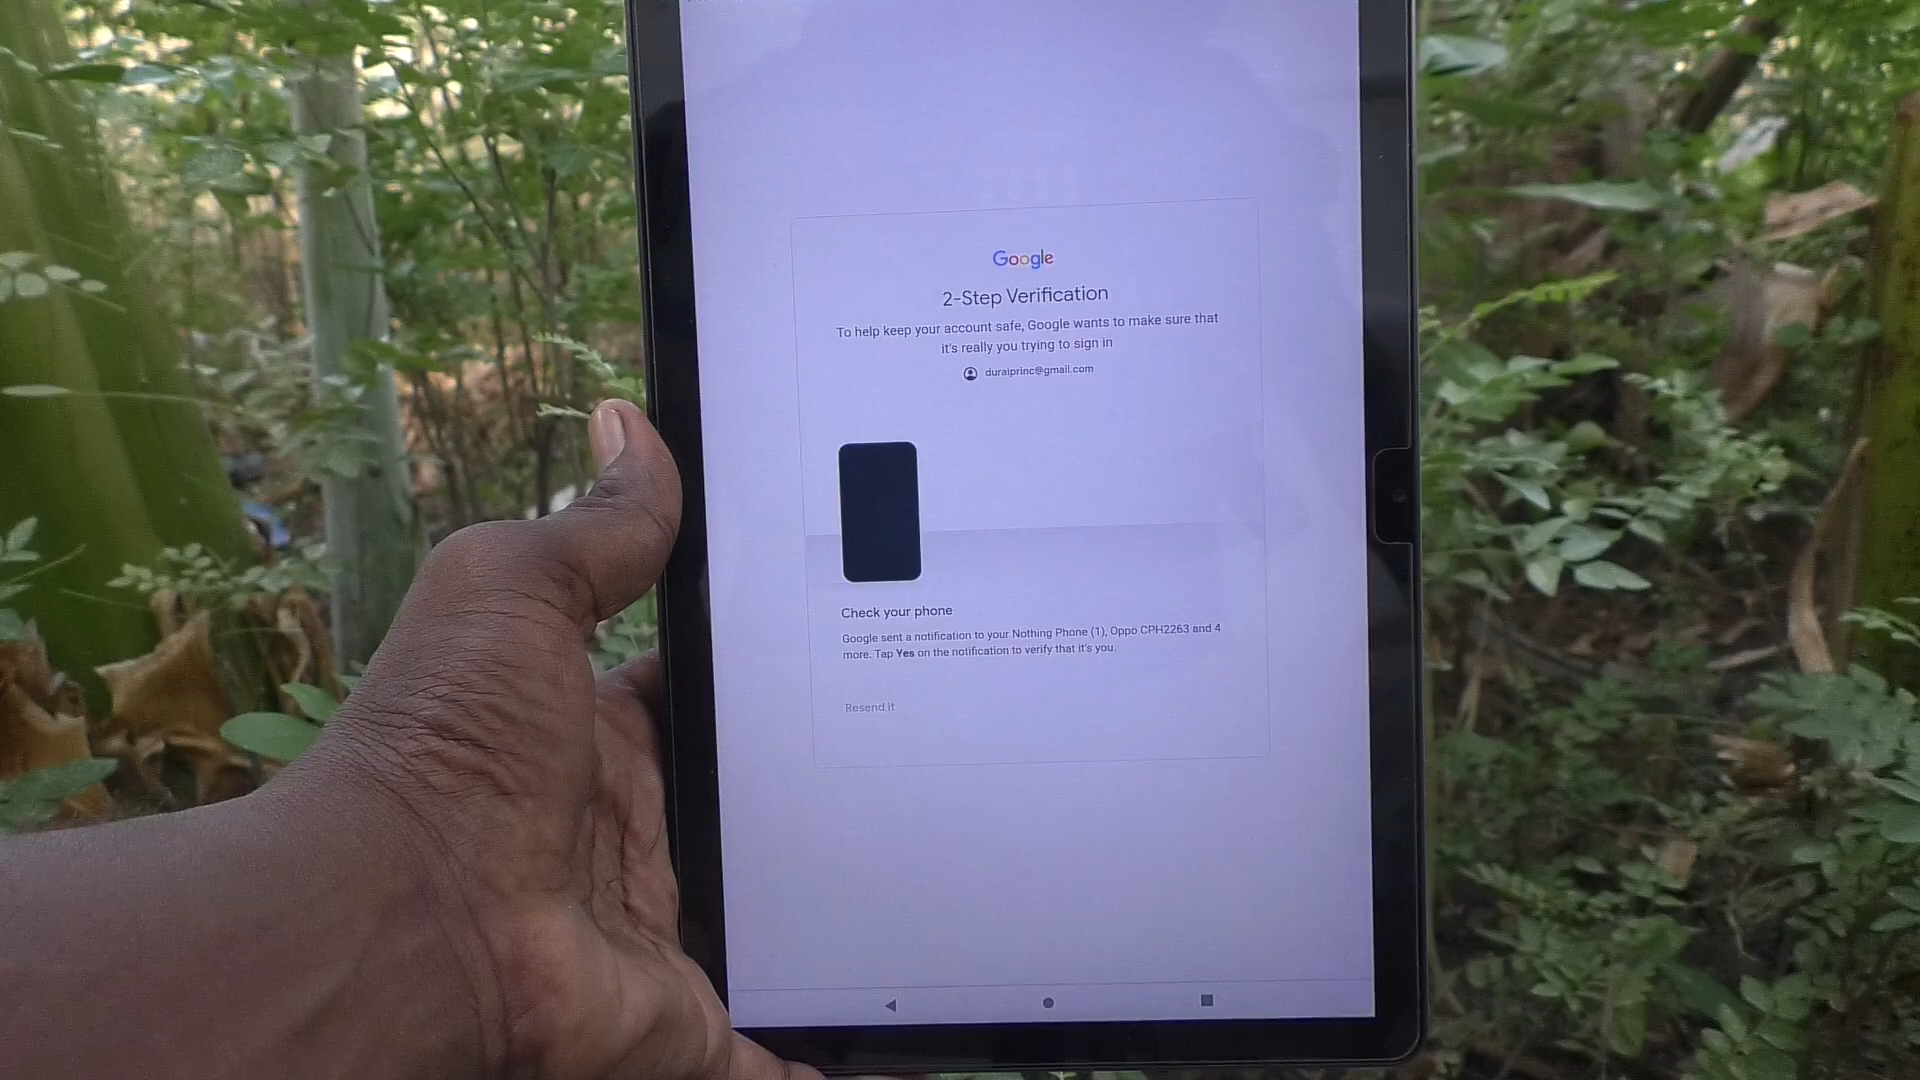 Google
2-Step Verification
To help keep your account safe, Google wants to make sure that
it's really you trying to sign in
duraiprinc@gmail.com
Check your phone
Google sent a notification to your Nothing Phone (1), Oppo CPH2263 and 4
more. Tap Yes on the notification to verify that it's you.
Resend it